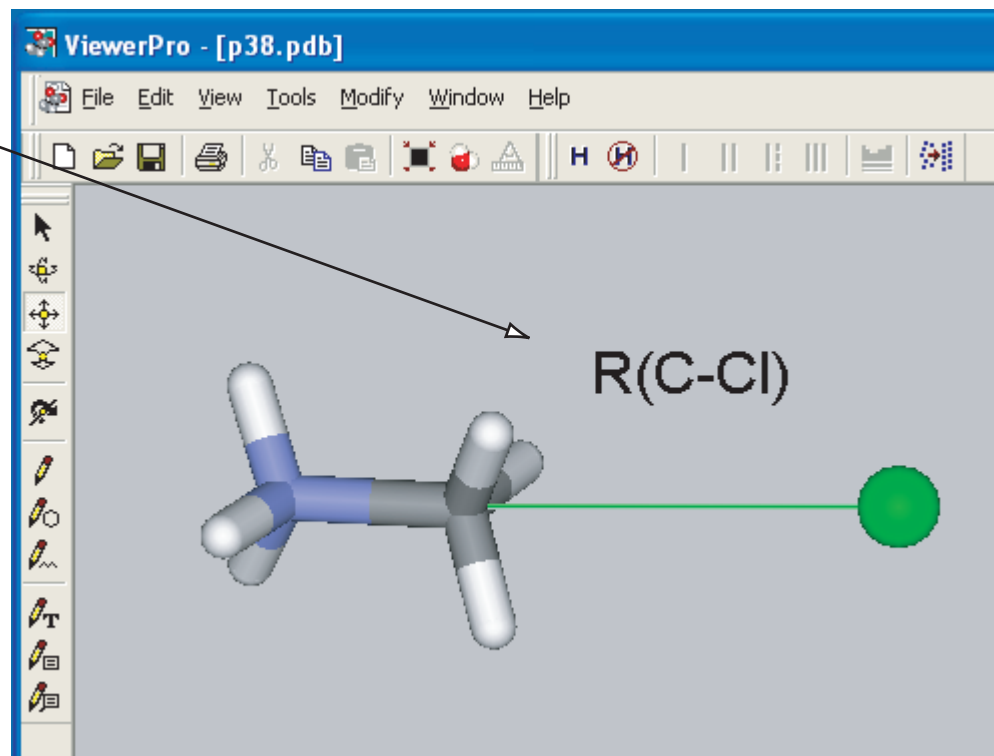 ViewerPro - [p38.pdb]
File Edit View Tools Modify Window Help
H H
R(C-Cl)
T